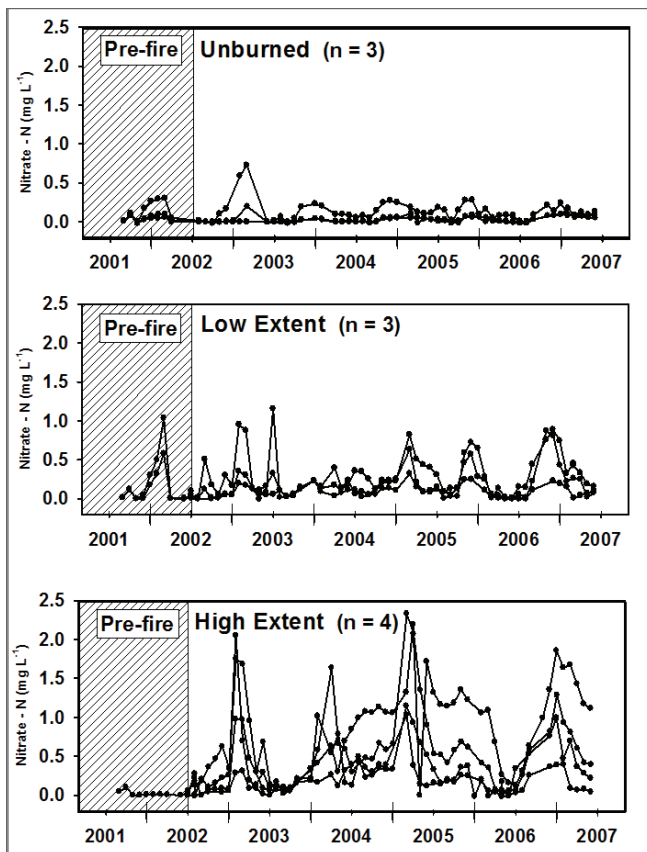 Pre-fire Unburned (n = 3)
Nitrate - N (mg L⁻¹)
2.5
2.0
1.5
1.0
0.5
0.0
2001 2002 2003 2004 2005 2006 2007
Pre-fire Low Extent (n = 3)
Nitrate - N (mg L⁻¹)
2.5
2.0
1.5
1.0
0.5
0.0
2001 2002 2003 2004 2005 2006 2007
Pre-fire High Extent (n = 4)
Nitrate - N (mg L⁻¹)
2.5
2.0
1.5
1.0
0.5
0.0
2001 2002 2003 2004 2005 2006 2007